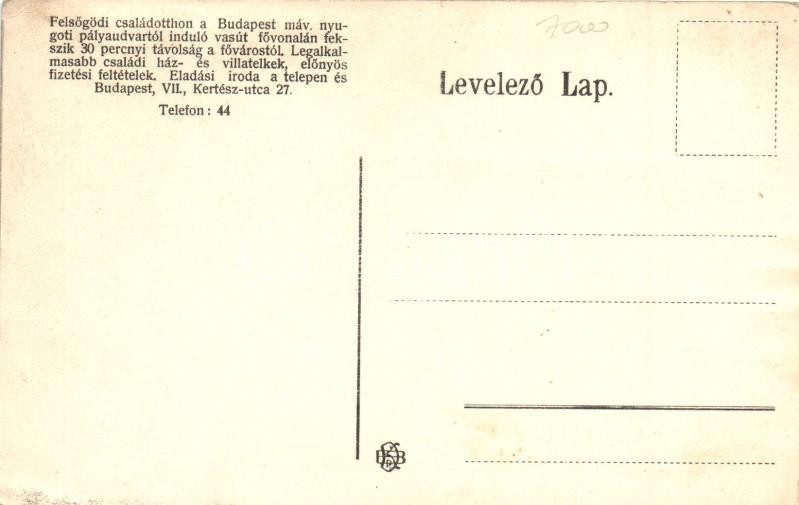 Felsőgödi családotthon a Budapest máv. nyu-
goti pályaudvartól induló vasút fővonalán fek-
szik 30 percnyi távolság a fővárostól. Legalkal-
masabb családi ház- és villatelkek, előnyös
fizetési feltételek. Eladási iroda a telepen és
Budapest, VII., Kertész-utca 27.
Telefon: 44
7000
Levelező Lap.